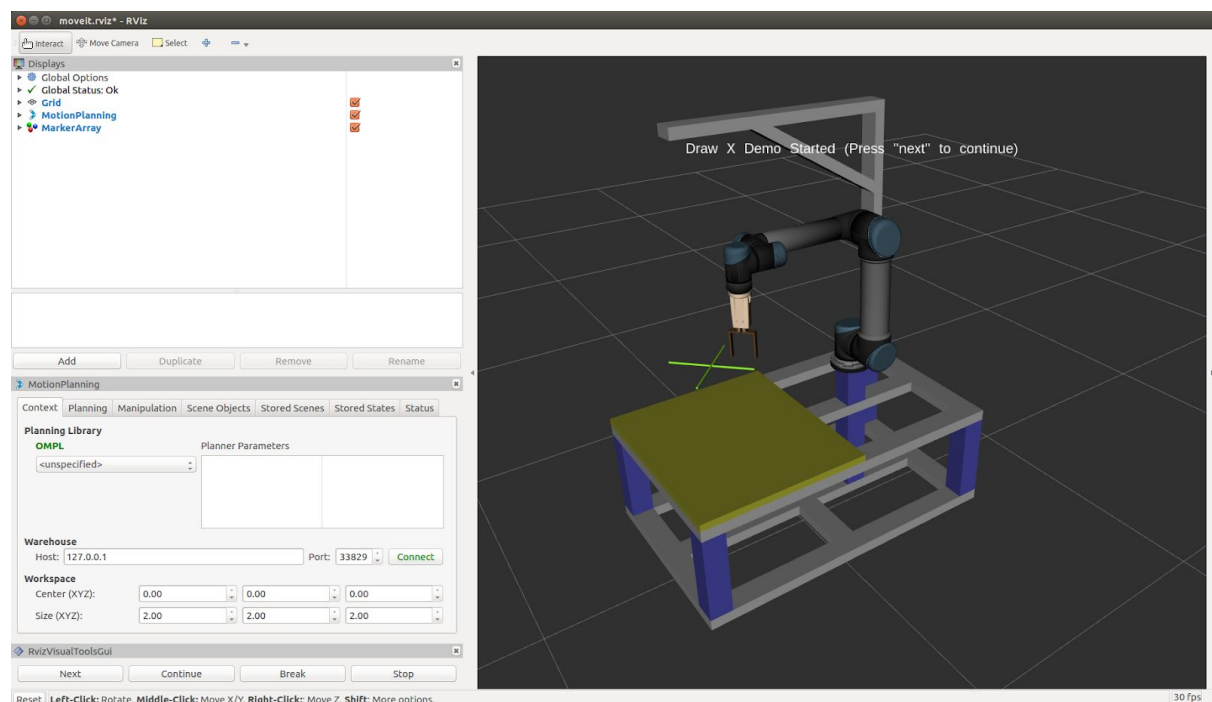 moveit.rviz* - RViz
Interact Move Camera Select
Displays
Global Options
Global Status: Ok
Grid
MotionPlanning
MarkerArray
Draw X Demo Started (Press "next" to continue)
Add Duplicate Remove Rename
MotionPlanning
Context Planning Manipulation Scene Objects Stored Scenes Stored States Status
Planning Library
OMPL Planner Parameters
<unspecified>
Warehouse
Host: 127.0.0.1 Port: 33829 Connect
Workspace
Center (XYZ): 0.00 0.00 0.00
Size (XYZ): 2.00 2.00 2.00
RvizVisualToolsGui
Next Continue Break Stop
Reset Left-Click: Rotate. Middle-Click: Move X/Y. Right-Click:: Move Z. Shift: More options. 30 fps